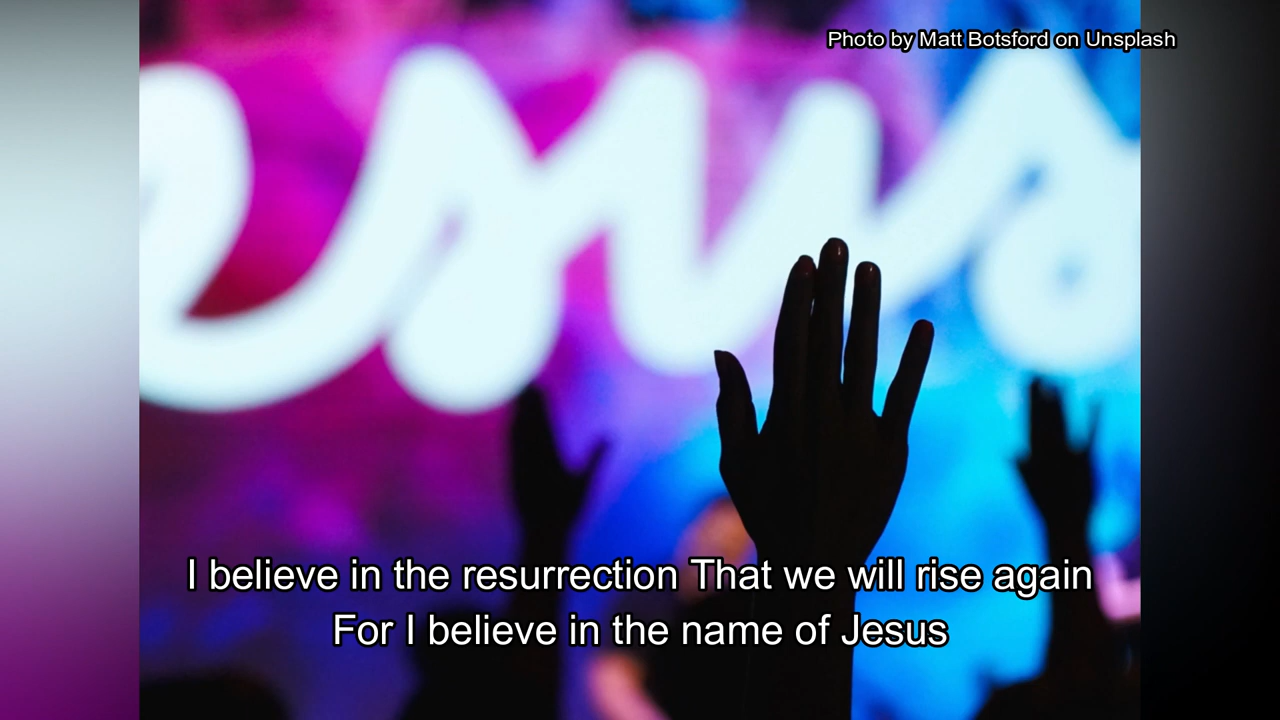 Photo by Matt Botsford on Unsplash
esus
I believe in the resurrection That we will rise again
For I believe in the name of Jesus